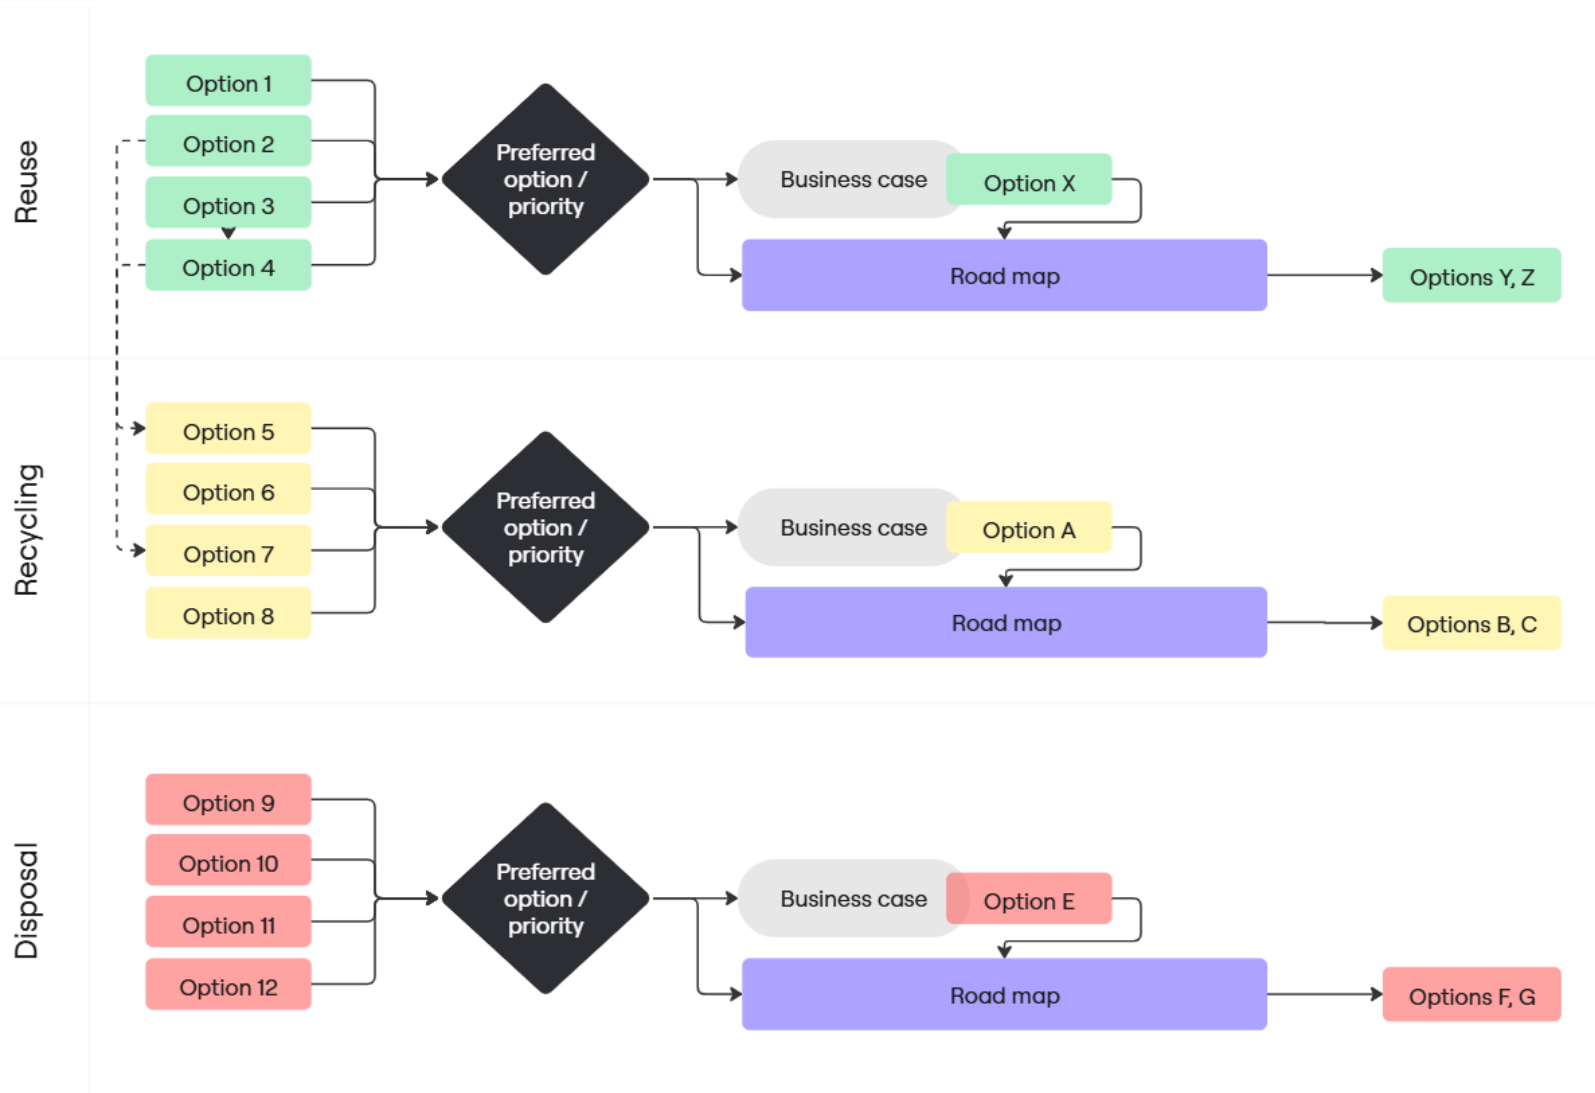 Reuse
Option 1
Option 2
Option 3
Option 4
Preferred
option /
priority
Business case
Option X
Road map
Options Y, Z
Recycling
Option 5
Option 6
Option 7
Option 8
Preferred
option /
priority
Business case
Option A
Road map
Options B, C
Disposal
Option 9
Option 10
Option 11
Option 12
Preferred
option /
priority
Business case
Option E
Road map
Options F, G